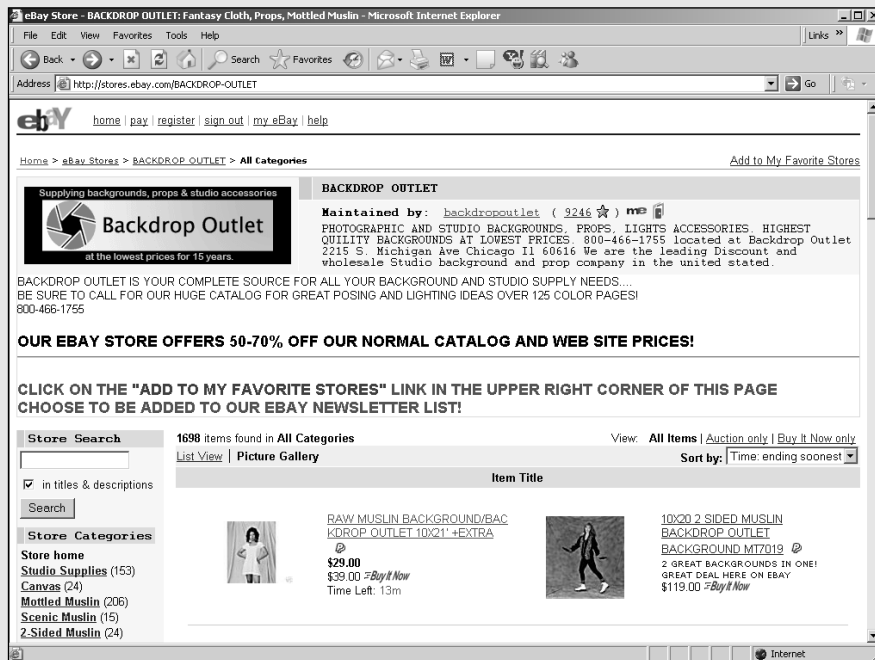 eBay Store - BACKDROP OUTLET: Fantasy Cloth, Props, Mottled Muslin - Microsoft Internet Explorer
File Edit View Favorites Tools Help Links »
Back Search Favorites
Address http://stores.ebay.com/BACKDROP-OUTLET Go
ebaY home | pay | register | sign out | my eBay | help
Home > eBay Stores > BACKDROP OUTLET > All Categories Add to My Favorite Stores
Supplying backgrounds, props & studio accessories
Backdrop Outlet
at the lowest prices for 15 years.
BACKDROP OUTLET
Maintained by: backdropoutlet ( 9246 ) me
PHOTOGRAPHIC AND STUDIO BACKGROUNDS, PROPS, LIGHTS ACCESSORIES. HIGHEST
QUILITY BACKGROUNDS AT LOWEST PRICES. 800-466-1755 located at Backdrop Outlet
2215 S. Michigan Ave Chicago Il 60616 We are the leading Discount and
wholesale Studio background and prop company in the united stated.
BACKDROP OUTLET IS YOUR COMPLETE SOURCE FOR ALL YOUR BACKGROUND AND STUDIO SUPPLY NEEDS....
BE SURE TO CALL FOR OUR HUGE CATALOG FOR GREAT POSING AND LIGHTING IDEAS OVER 125 COLOR PAGES!
800-466-1755
OUR EBAY STORE OFFERS 50-70% OFF OUR NORMAL CATALOG AND WEB SITE PRICES!
CLICK ON THE "ADD TO MY FAVORITE STORES" LINK IN THE UPPER RIGHT CORNER OF THIS PAGE
CHOOSE TO BE ADDED TO OUR EBAY NEWSLETTER LIST!
Store Search
in titles & descriptions
Search
Store Categories
Store home
Studio Supplies (153)
Canvas (24)
Mottled Muslin (206)
Scenic Muslin (15)
2-Sided Muslin (24)
1698 items found in All Categories View: All Items | Auction only | Buy It Now only
List View | Picture Gallery Sort by: Time: ending soonest
Item Title
RAW MUSLIN BACKGROUND/BAC
KDROP OUTLET 10X21' +EXTRA
$29.00
$39.00 Buy It Now
Time Left: 13m
10X20 2 SIDED MUSLIN
BACKDROP OUTLET
BACKGROUND MT7019
2 GREAT BACKGROUNDS IN ONE!
GREAT DEAL HERE ON EBAY
$119.00 Buy It Now
Internet